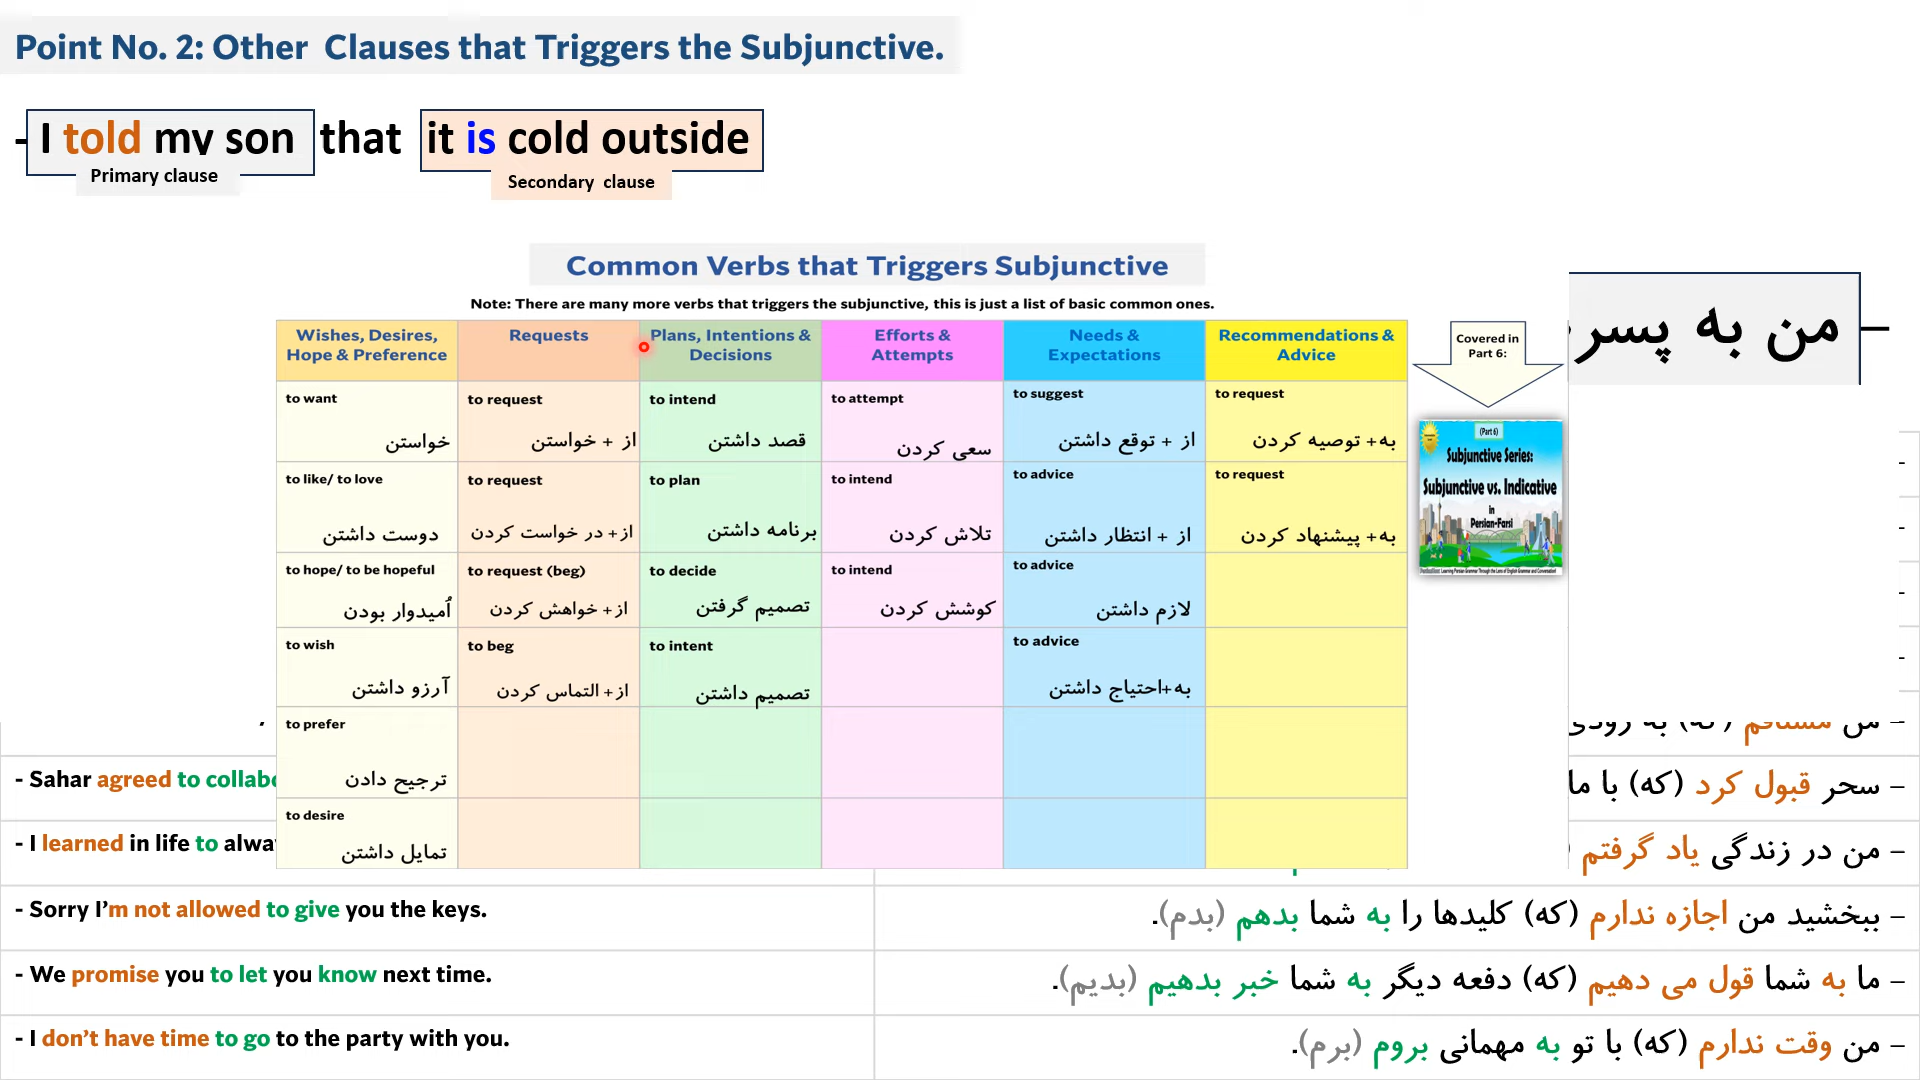 Point No. 2: Other Clauses that Triggers the Subjunctive.
- I told my son that it is cold outside
Primary clause
Secondary clause
– من به پسر
Common Verbs that Triggers Subjunctive
Note: There are many more verbs that triggers the subjunctive, this is just a list of basic common ones.
Wishes, Desires,
Hope & Preference
Requests
Plans, Intentions &
Decisions
Efforts &
Attempts
Needs &
Expectations
Recommendations &
Advice
Covered in
Part 6:
to want
خواستن
to request
از + خواستن
to intend
قصد داشتن
to attempt
سعی کردن
to suggest
از + توقع داشتن
to request
به+ توصیه کردن
to like/ to love
دوست داشتن
to request
از+ در خواست کردن
to plan
برنامه داشتن
to intend
تلاش کردن
to advice
از + انتظار داشتن
to request
به+ پیشنهاد کردن
to hope/ to be hopeful
اُمیدوار بودن
to request (beg)
از+ خواهش کردن
to decide
تصمیم گرفتن
to intend
کوشش کردن
to advice
لازم داشتن
to wish
آرزو داشتن
to beg
از+ التماس کردن
to intent
تصمیم داشتن
to advice
به+احتیاج داشتن
to prefer
ترجیح دادن
to desire
تمایل داشتن
(Part 6)
Subjunctive Series:
Subjunctive vs. Indicative
in
Persian-Farsi
Learning Persian Grammar Through the Lens of English Grammar and Conversation!
- Sahar agreed to collab
– سحر قبول کرد (که) با ما
- I learned in life to alwa
– من در زندگی یاد گرفتم
- Sorry I'm not allowed to give you the keys.
– ببخشید من اجازه ندارم (که) کلیدها را به شما بدهم (بدم).
- We promise you to let you know next time.
– ما به شما قول می دهیم (که) دفعه دیگر به شما خبر بدهیم (بدیم).
- I don't have time to go to the party with you.
– من وقت ندارم (که) با تو به مهمانی بروم (برم).